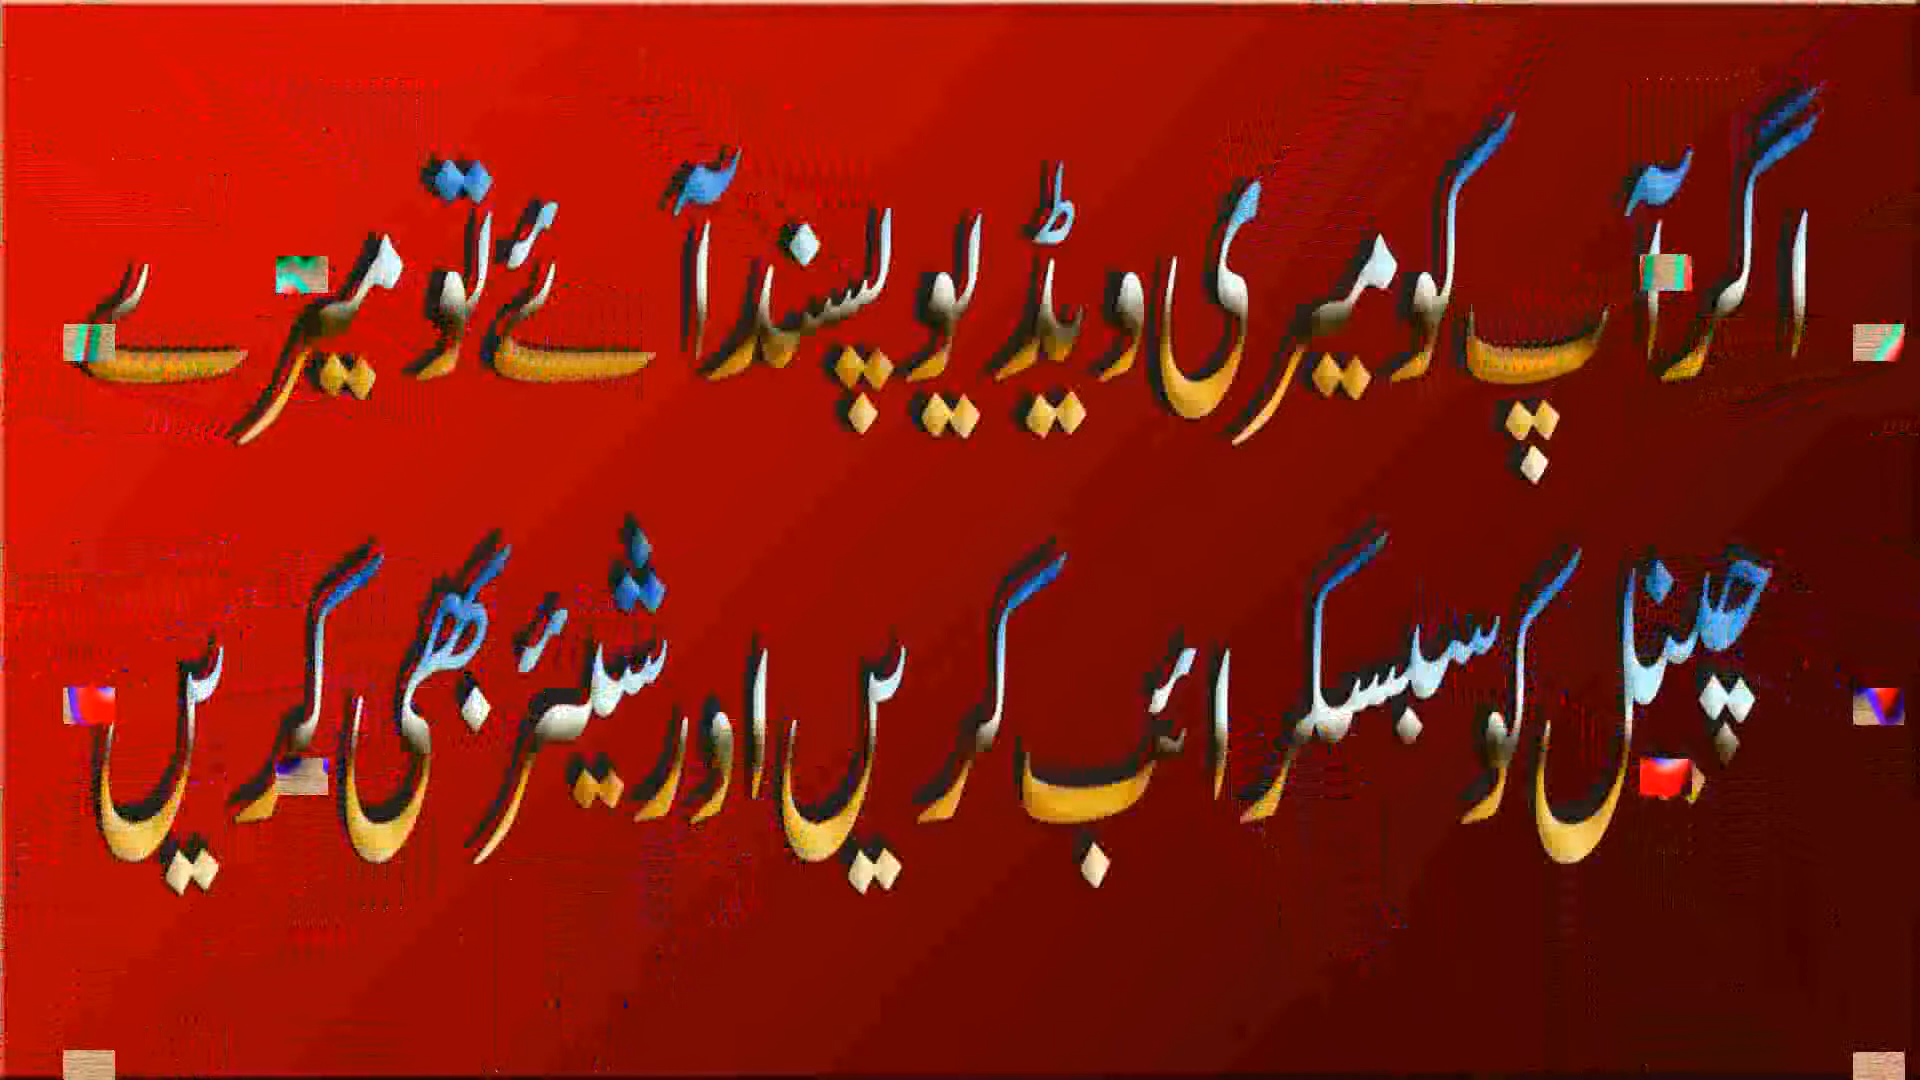 اگر آپ کو میری ویڈیو پسند آئے تو میرے
چینل کو سبسکرائب کریں اور شیئر بھی کریں